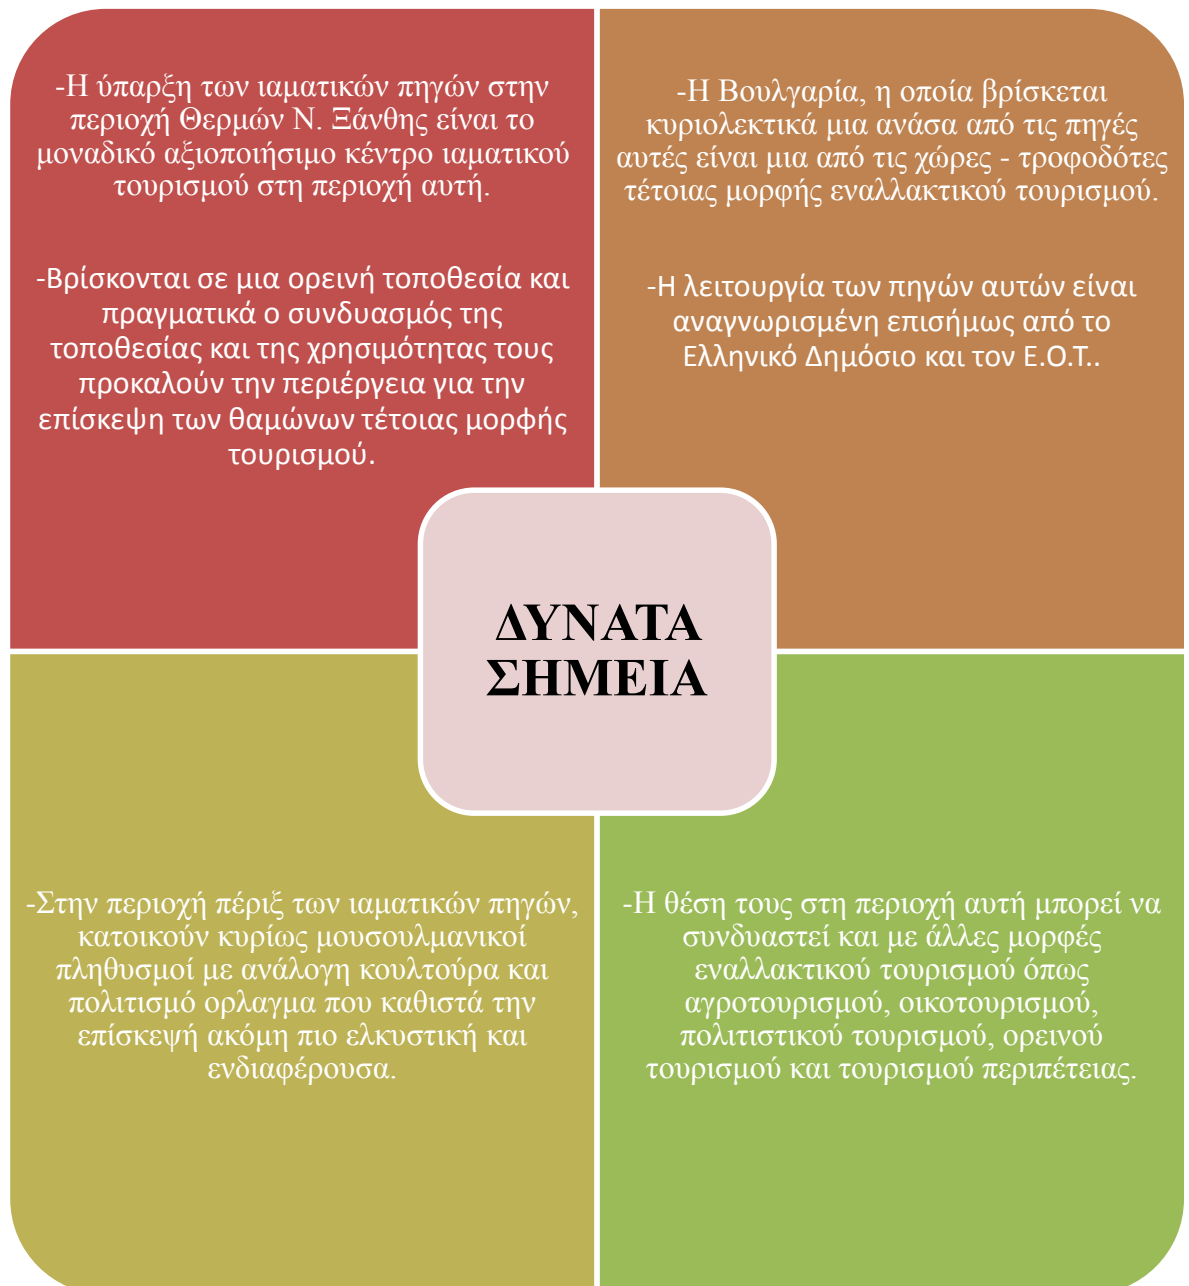 -Η ύπαρξη των ιαματικών πηγών στην
περιοχή Θερμών Ν. Ξάνθης είναι το
μοναδικό αξιοποιήσιμο κέντρο ιαματικού
τουρισμού στη περιοχή αυτή.
-Βρίσκονται σε μια ορεινή τοποθεσία και
πραγματικά ο συνδυασμός της
τοποθεσίας και της χρησιμότητας τους
προκαλούν την περιέργεια για την
επίσκεψη των θαμώνων τέτοιας μορφής
τουρισμού.
-Η Βουλγαρία, η οποία βρίσκεται
κυριολεκτικά μια ανάσα από τις πηγές
αυτές είναι μια από τις χώρες - τροφοδότες
τέτοιας μορφής εναλλακτικού τουρισμού.
-Η λειτουργία των πηγών αυτών είναι
αναγνωρισμένη επισήμως από το
Ελληνικό Δημόσιο και τον Ε.Ο.Τ..
ΔΥΝΑΤΑ
ΣΗΜΕΙΑ
-Στην περιοχή πέριξ των ιαματικών πηγών,
κατοικούν κυρίως μουσουλμανικοί
πληθυσμοί με ανάλογη κουλτούρα και
πολιτισμό ορλαγμα που καθιστά την
επίσκεψή ακόμη πιο ελκυστική και
ενδιαφέρουσα.
-Η θέση τους στη περιοχή αυτή μπορεί να
συνδυαστεί και με άλλες μορφές
εναλλακτικού τουρισμού όπως
αγροτουρισμού, οικοτουρισμού,
πολιτιστικού τουρισμού, ορεινού
τουρισμού και τουρισμού περιπέτειας.